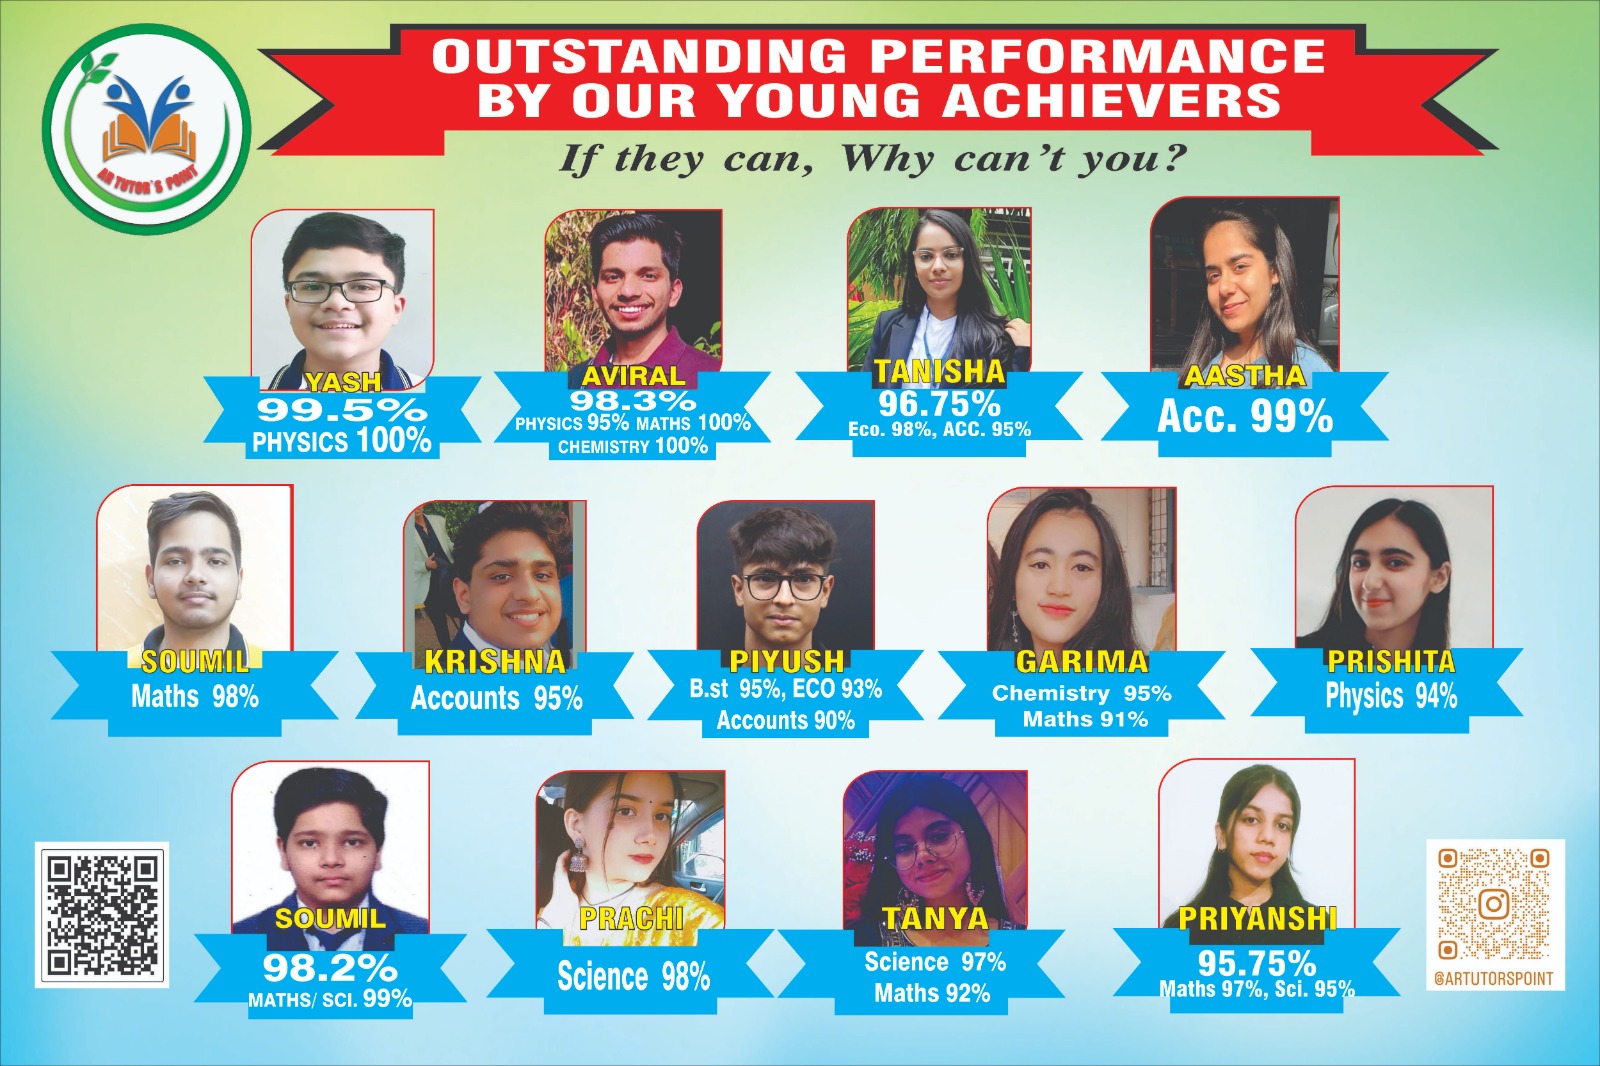 OUTSTANDING PERFORMANCE
BY OUR YOUNG ACHIEVERS
If they can, Why can't you?
AR TUTOR'S POINT
YASH
99.5%
PHYSICS 100%
AVIRAL
98.3%
PHYSICS 95% MATHS 100%
CHEMISTRY 100%
TANISHA
96.75%
Eco. 98%, ACC. 95%
AASTHA
Acc. 99%
SOUMIL
Maths 98%
KRISHNA
Accounts 95%
PIYUSH
B.st 95%, ECO 93%
Accounts 90%
GARIMA
Chemistry 95%
Maths 91%
PRISHITA
Physics 94%
SOUMIL
98.2%
MATHS/ SCI. 99%
PRACHI
Science 98%
TANYA
Science 97%
Maths 92%
PRIYANSHI
95.75%
Maths 97%, Sci. 95%
@ARTUTORSPOINT